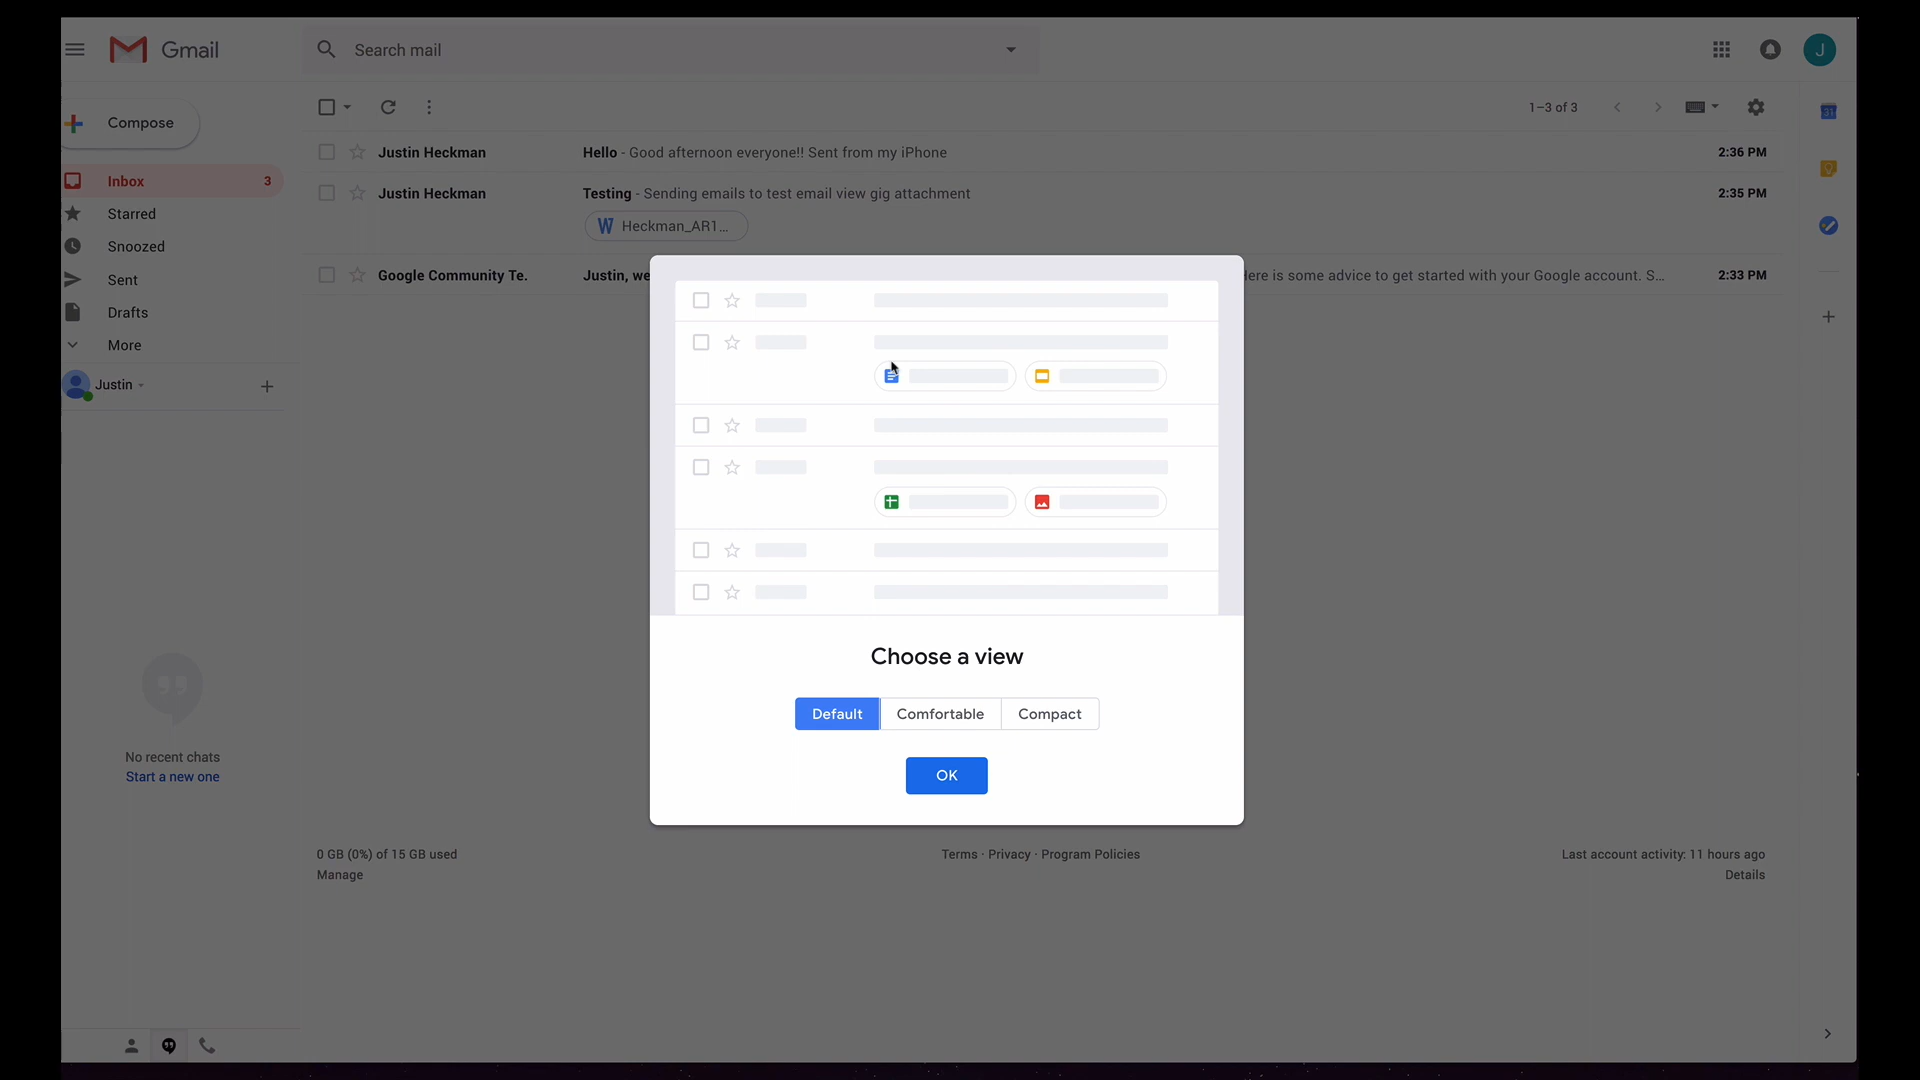 Gmail
Search mail
J
Compose
1–3 of 3
31
Justin Heckman Hello - Good afternoon everyone!! Sent from my iPhone 2:36 PM
Inbox 3
Justin Heckman Testing - Sending emails to test email view gig attachment 2:35 PM
Starred
W Heckman_AR1...
Snoozed
Google Community Te. Justin, we ere is some advice to get started with your Google account. S... 2:33 PM
Sent
Drafts
More
Justin
Choose a view
Default Comfortable Compact
OK
No recent chats
Start a new one
0 GB (0%) of 15 GB used
Manage
Terms · Privacy · Program Policies
Last account activity: 11 hours ago
Details